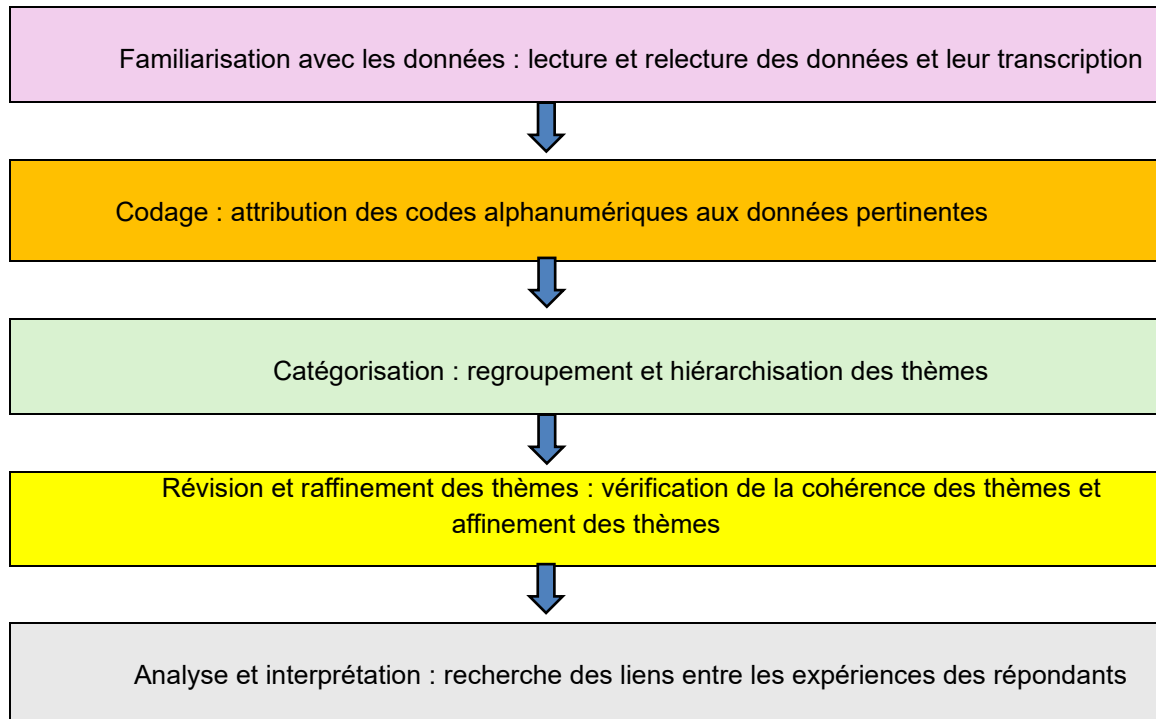 Familiarisation avec les données : lecture et relecture des données et leur transcription
Codage : attribution des codes alphanumériques aux données pertinentes
Catégorisation : regroupement et hiérarchisation des thèmes
Révision et raffinement des thèmes : vérification de la cohérence des thèmes et
affinement des thèmes
Analyse et interprétation : recherche des liens entre les expériences des répondants